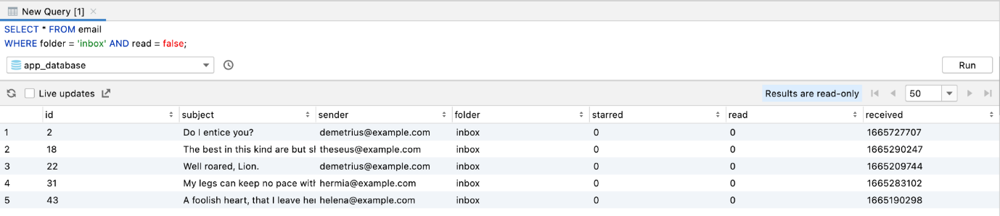 New Query [1]
SELECT * FROM email
WHERE folder = 'inbox' AND read = false;
app_database
Run
Live updates
Results are read-only
50
id subject sender folder starred read received
1 2 Do I entice you? demetrius@example.com inbox 0 0 1665727707
2 18 The best in this kind are but sh theseus@example.com inbox 0 0 1665290247
3 22 Well roared, Lion. demetrius@example.com inbox 0 0 1665209744
4 31 My legs can keep no pace with hermia@example.com inbox 0 0 1665283102
5 43 A foolish heart, that I leave her helena@example.com inbox 0 0 1665190298